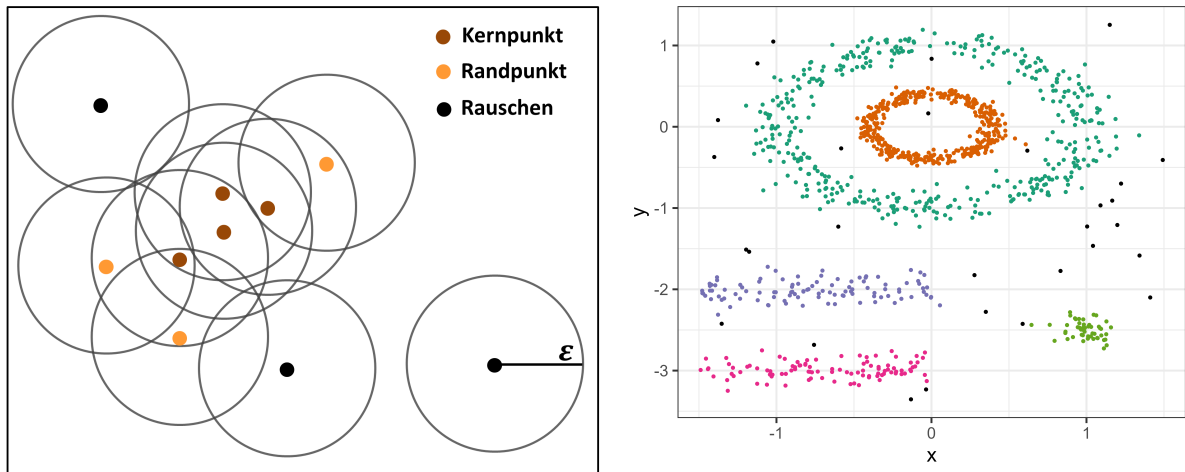 Kernpunkt
Randpunkt
Rauschen
ε
1
0
-1
-2
-3
y
-1
0
1
x